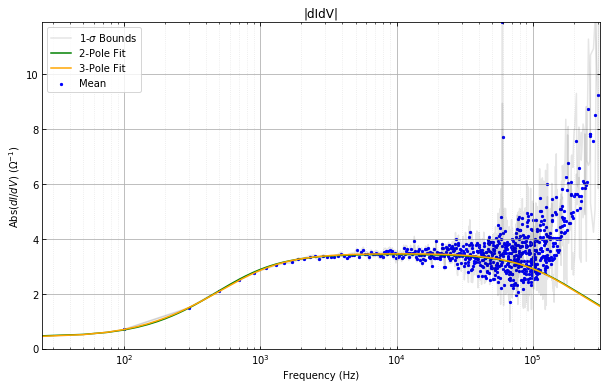 |dIdV|
1-σ Bounds
2-Pole Fit
3-Pole Fit
Mean
Abs(dI/dV) (Ω⁻¹)
10
8
6
4
2
0
10² 10³ 10⁴ 10⁵
Frequency (Hz)